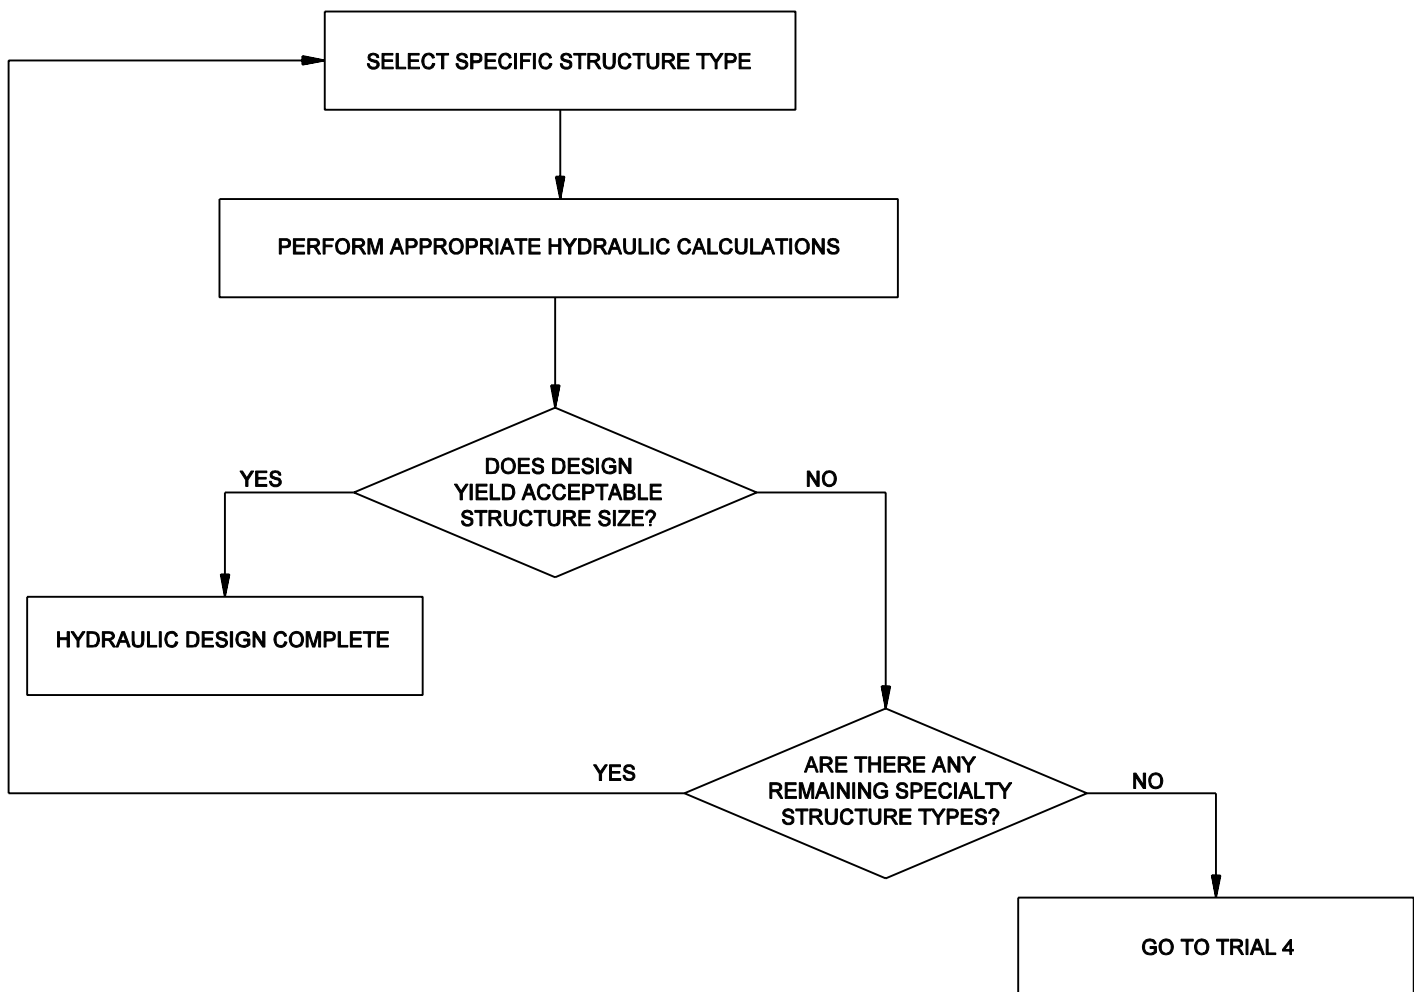 SELECT SPECIFIC STRUCTURE TYPE
PERFORM APPROPRIATE HYDRAULIC CALCULATIONS
DOES DESIGN
YIELD ACCEPTABLE
STRUCTURE SIZE?
YES
NO
HYDRAULIC DESIGN COMPLETE
ARE THERE ANY
REMAINING SPECIALTY
STRUCTURE TYPES?
YES
NO
GO TO TRIAL 4